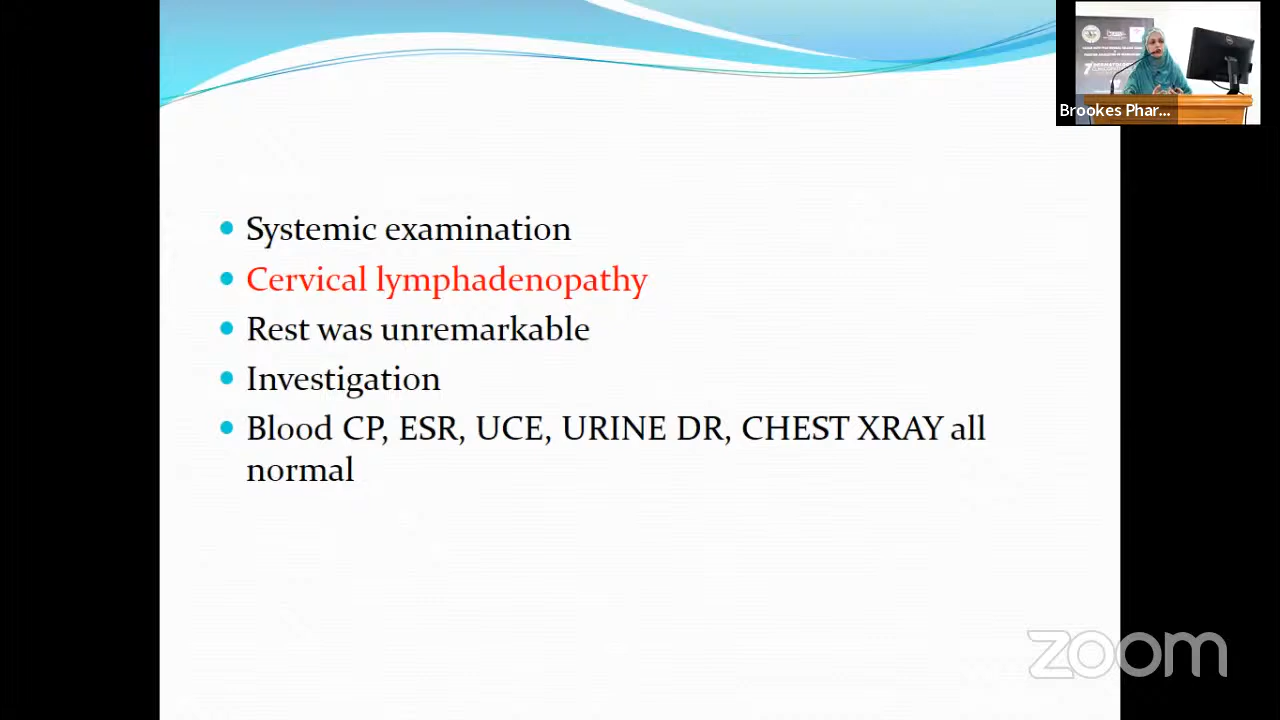 Brookes Phar...
Systemic examination
Cervical lymphadenopathy
Rest was unremarkable
Investigation
Blood CP, ESR, UCE, URINE DR, CHEST XRAY all
normal
zoom